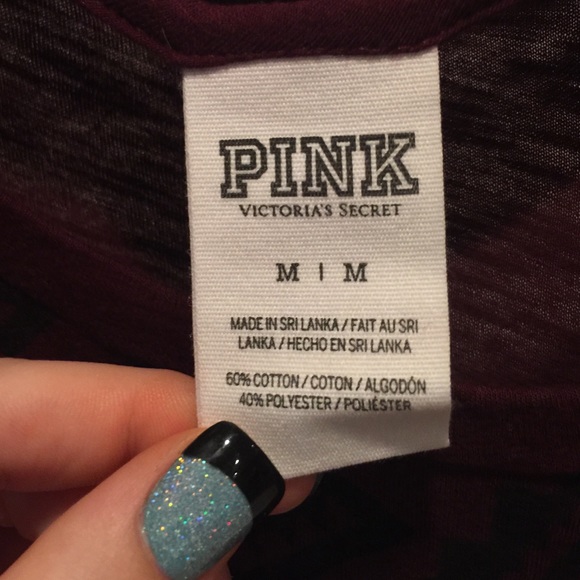 PINK
VICTORIA'S SECRET
M | M
MADE IN SRI LANKA / FAIT AU SRI
LANKA / HECHO EN SRI LANKA
60% COTTON / COTON / ALGODÓN
40% POLYESTER / POLIÉSTER